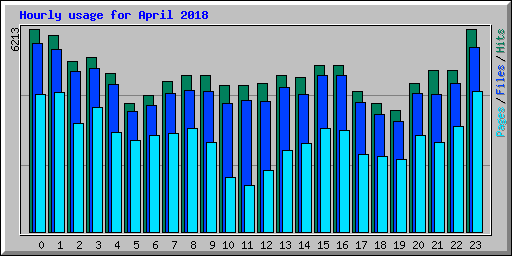 Hourly usage for April 2018
6213
Pages / Files / Hits
0 1 2 3 4 5 6 7 8 9 10 11 12 13 14 15 16 17 18 19 20 21 22 23